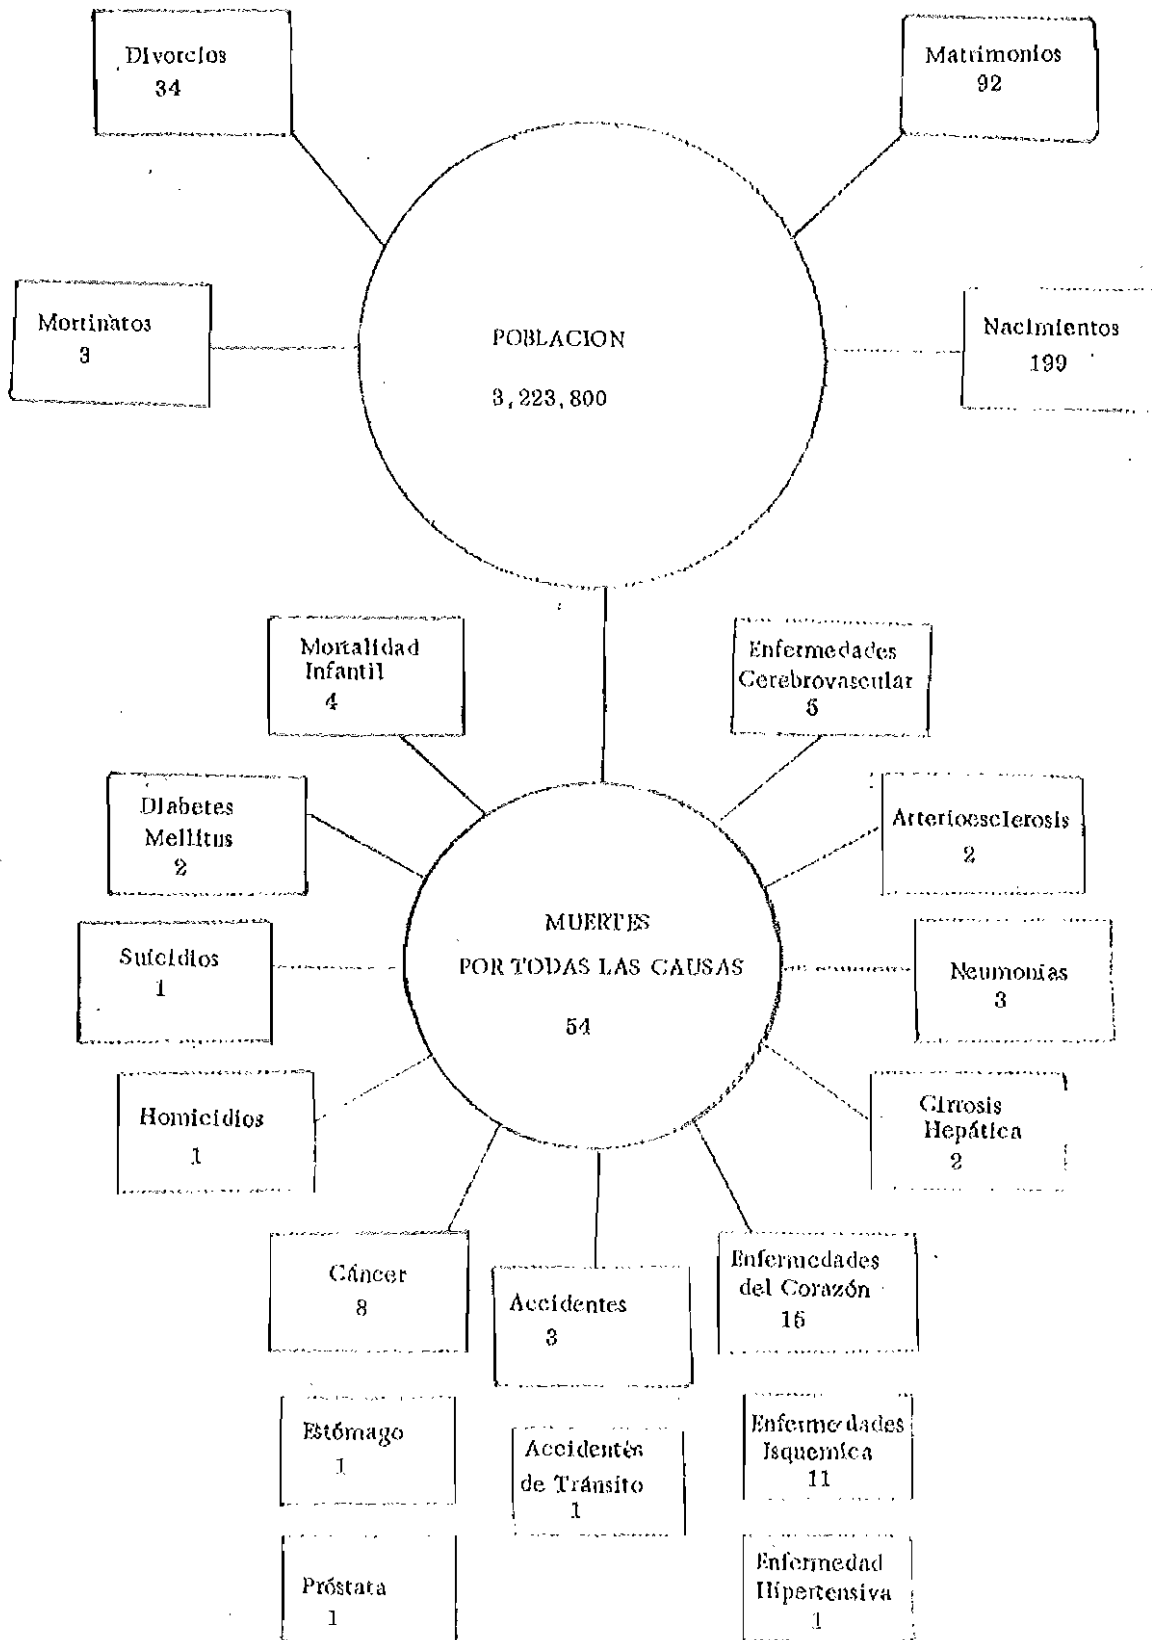 Divorcios
34
Matrimonios
92
Mortinatos
3
POBLACION
3,223,800
Nacimientos
199
Mortalidad
Infantil
4
Enfermedades
Cerebrovascular
5
Diabetes
Mellitus
2
Arterioesclerosis
2
Suicidios
1
MUERTES
POR TODAS LAS CAUSAS
54
Neumonías
3
Homicidios
1
Cirrosis
Hepática
2
Cáncer
8
Accidentes
3
Enfermedades
del Corazón
15
Estómago
1
Accidentes
de Tránsito
1
Enfermedades
Isquemica
11
Próstata
1
Enfermedad
Hipertensiva
1